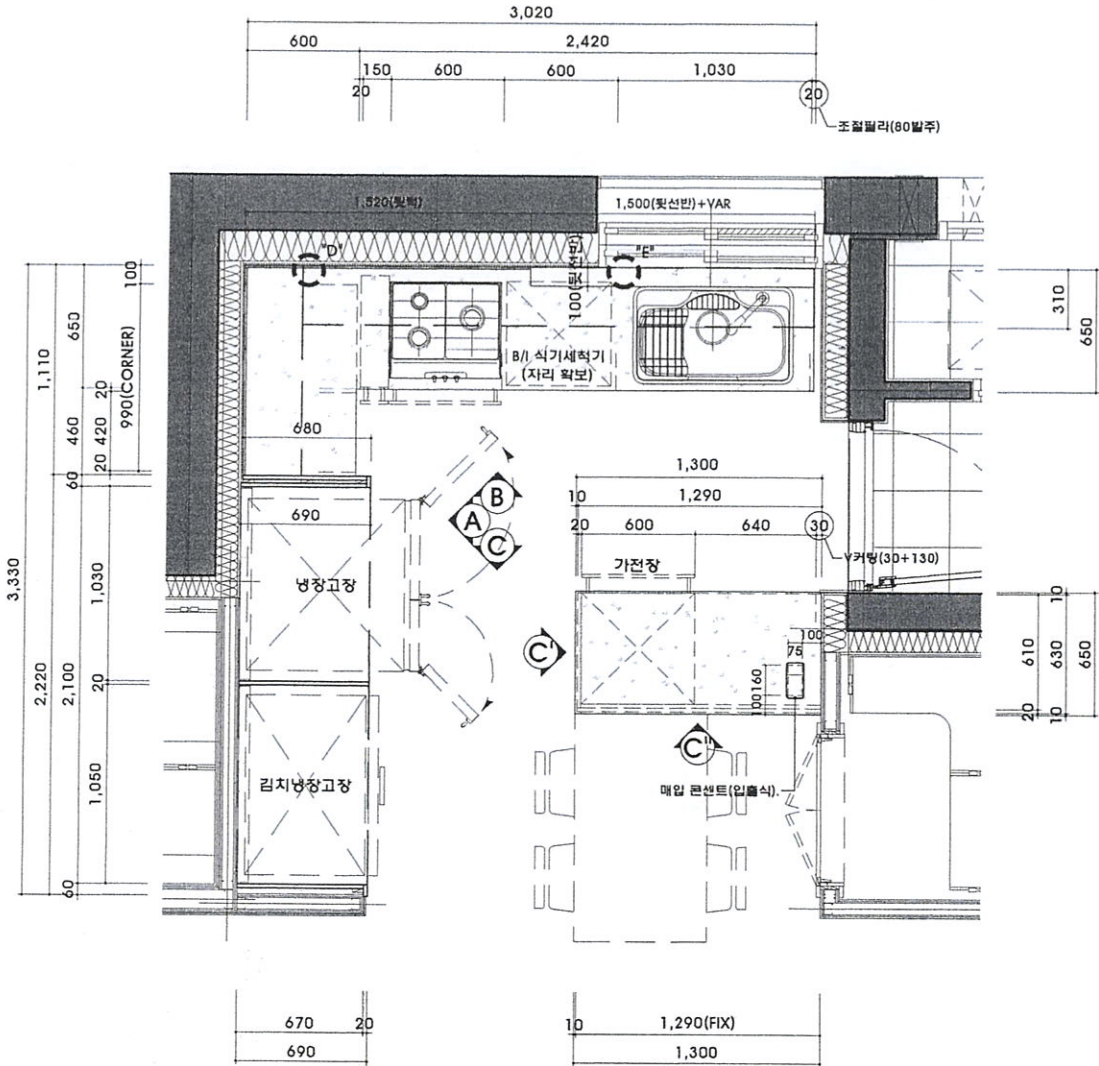 3,020
600
2,420
150
600
600
1,030
20
20
조절필라(80발주)
1,520(뒷턱)
1,500(뒷선반)+VAR
"D"
"E"
100(뒷선반)
B/I 식기세척기
(자리 확보)
100
650
1,110
990(CORNER)
20
460
420
20
60
680
690
냉장고장
A
B
C
3,330
1,030
2,220
2,100
20
1,050
60
김치냉장고장
1,300
10
1,290
20
600
640
30
V커팅(30+130)
가전장
C'
100
75
160
100
C"
매입 콘센트(입출식)
310
650
10
610
630
650
20
10
670
20
690
10
1,290(FIX)
1,300